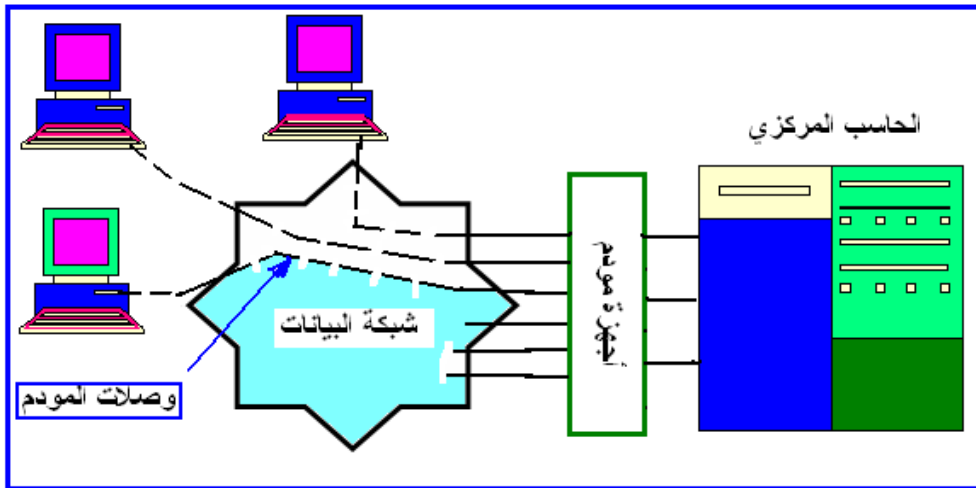 الحاسب المركزي
أجهزة مودم
شبكة البيانات
وصلات المودم